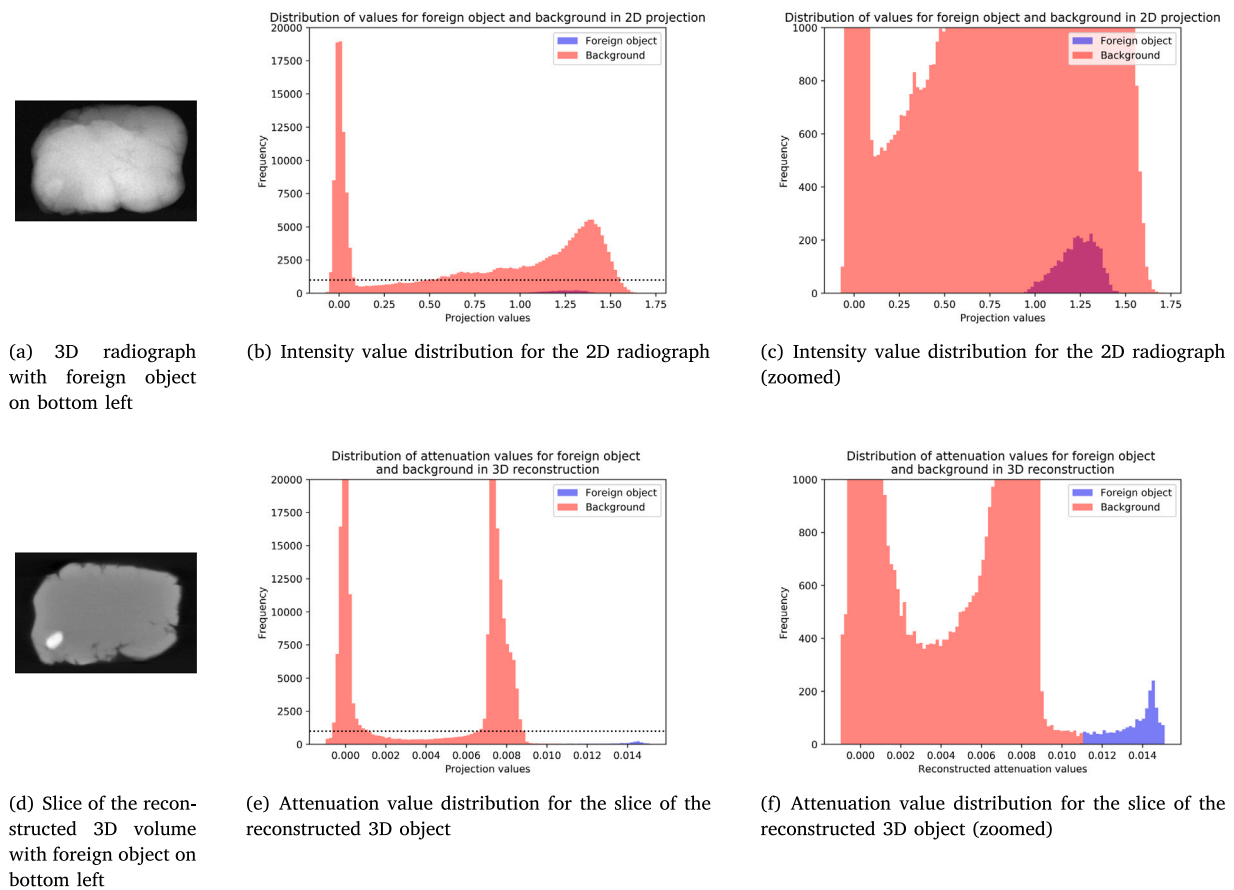 Distribution of values for foreign object and background in 2D projection
20000
17500
15000
12500
10000
7500
5000
2500
0
Frequency
Foreign object
Background
0.00 0.25 0.50 0.75 1.00 1.25 1.50 1.75
Projection values
Distribution of values for foreign object and background in 2D projection
1000
800
600
400
200
0
Frequency
Foreign object
Background
0.00 0.25 0.50 0.75 1.00 1.25 1.50 1.75
Projection values
(a) 3D radiograph
with foreign object
on bottom left
(b) Intensity value distribution for the 2D radiograph
(c) Intensity value distribution for the 2D radiograph
(zoomed)
Distribution of attenuation values for foreign object
and background in 3D reconstruction
20000
17500
15000
12500
10000
7500
5000
2500
0
Frequency
Foreign object
Background
0.000 0.002 0.004 0.006 0.008 0.010 0.012 0.014
Projection values
Distribution of attenuation values for foreign object
and background in 3D reconstruction
1000
800
600
400
200
0
Frequency
Foreign object
Background
0.000 0.002 0.004 0.006 0.008 0.010 0.012 0.014
Reconstructed attenuation values
(d) Slice of the recon-
structed 3D volume
with foreign object on
bottom left
(e) Attenuation value distribution for the slice of the
reconstructed 3D object
(f) Attenuation value distribution for the slice of the
reconstructed 3D object (zoomed)